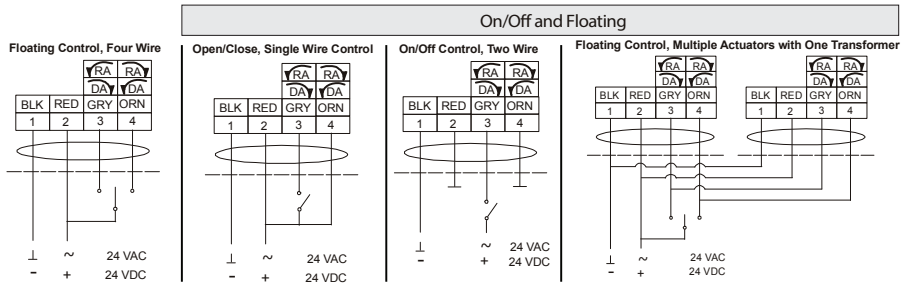 On/Off and Floating
Floating Control, Four Wire
RA RA
DA DA
BLK RED GRY ORN
1 2 3 4
⊥ ~ 24 VAC
- + 24 VDC
Open/Close, Single Wire Control
RA RA
DA DA
BLK RED GRY ORN
1 2 3 4
⊥ ~ 24 VAC
- + 24 VDC
On/Off Control, Two Wire
RA RA
DA DA
BLK RED GRY ORN
1 2 3 4
⊥ ~ 24 VAC
- + 24 VDC
Floating Control, Multiple Actuators with One Transformer
RA RA
DA DA
BLK RED GRY ORN
1 2 3 4
RA RA
DA DA
BLK RED GRY ORN
1 2 3 4
⊥ ~ 24 VAC
- + 24 VDC